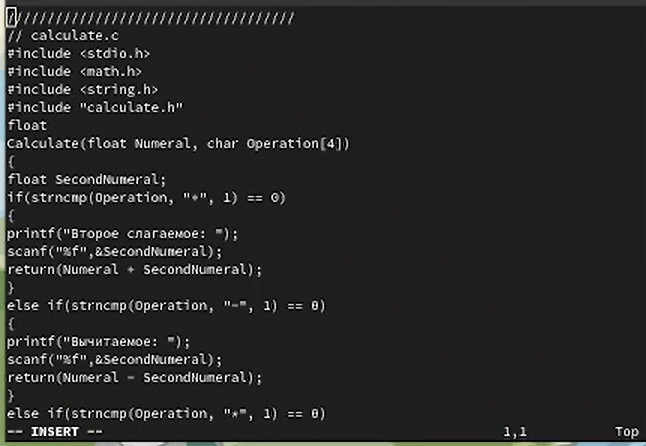 ////////////////////////////////////
// calculate.c
#include <stdio.h>
#include <math.h>
#include <string.h>
#include "calculate.h"
float
Calculate(float Numeral, char Operation[4])
{
float SecondNumeral;
if(strncmp(Operation, "+", 1) == 0)
{
printf("Второе слагаемое: ");
scanf("%f",&SecondNumeral);
return(Numeral + SecondNumeral);
}
else if(strncmp(Operation, "-", 1) == 0)
{
printf("Вычитаемое: ");
scanf("%f",&SecondNumeral);
return(Numeral - SecondNumeral);
}
else if(strncmp(Operation, "*", 1) == 0)
-- INSERT -- 1,1 Top